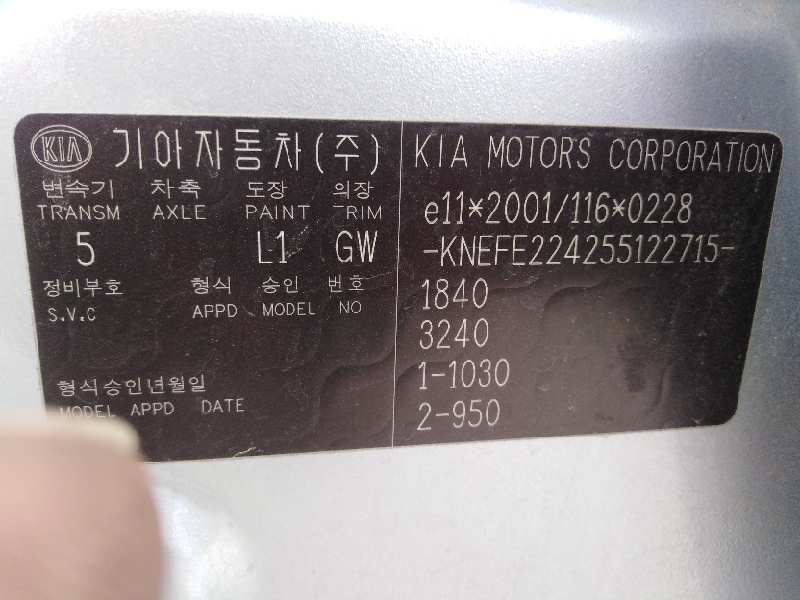 KIA 기아자동차(주)
변속기 차축 도장 의장
TRANSM AXLE PAINT TRIM
5 L1 GW
정비부호 형식 승인 번호
S.V.C APPD MODEL NO
형식승인년월일
MODEL APPD DATE
KIA MOTORS CORPORATION
e11*2001/116*0228
-KNEFE224255122715-
1840
3240
1-1030
2-950